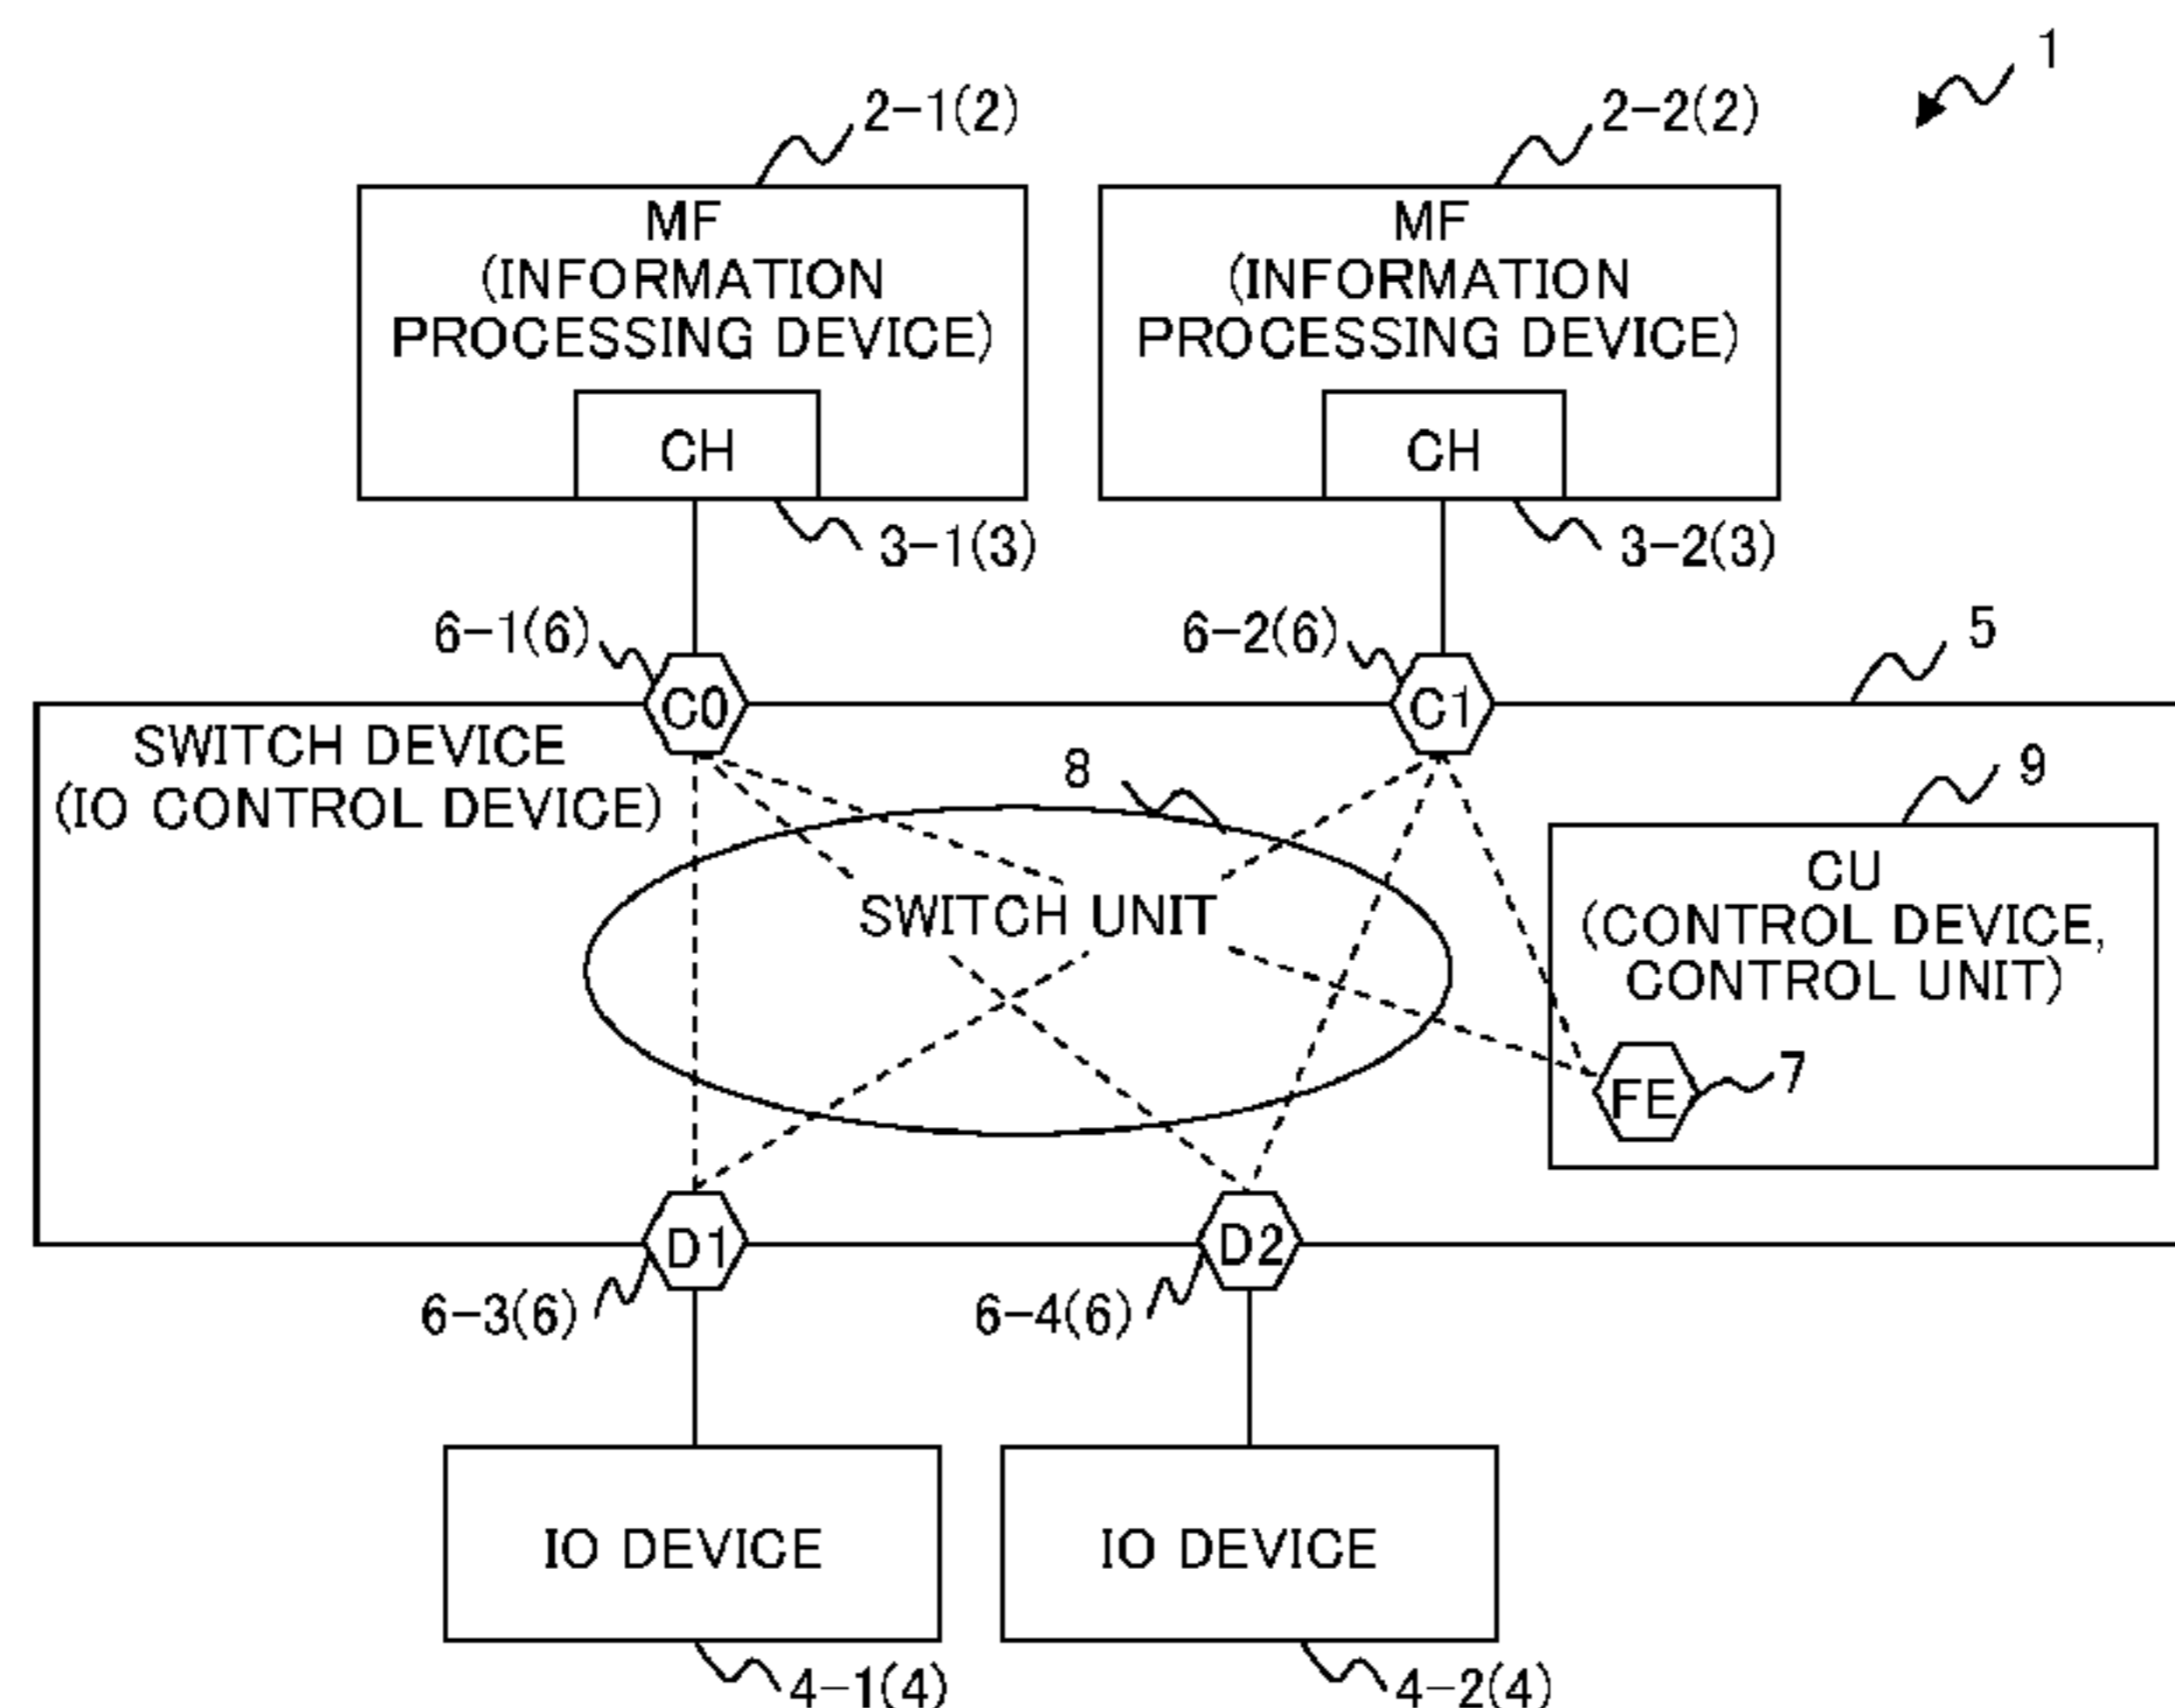 1
2-1(2)
2-2(2)
MF
(INFORMATION
PROCESSING DEVICE)
CH
MF
(INFORMATION
PROCESSING DEVICE)
CH
3-1(3)
3-2(3)
6-1(6)
6-2(6)
5
C0
C1
SWITCH DEVICE
(IO CONTROL DEVICE)
8
9
SWITCH UNIT
CU
(CONTROL DEVICE,
CONTROL UNIT)
FE
7
D1
D2
6-3(6)
6-4(6)
IO DEVICE
IO DEVICE
4-1(4)
4-2(4)